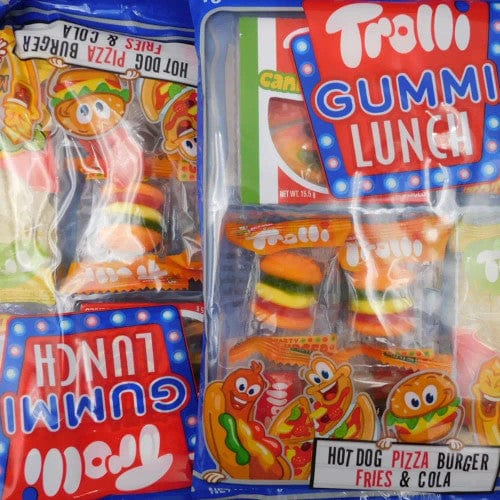 HOT DOG PIZZA BURGER
FRIES & COLA
Trolli
GUMMI
LUNCH
NET WT. 15.5 g
Trolli
Trolli
HOT DOG PIZZA BURGER
FRIES & COLA
Trolli
GUMMI
LUNCH